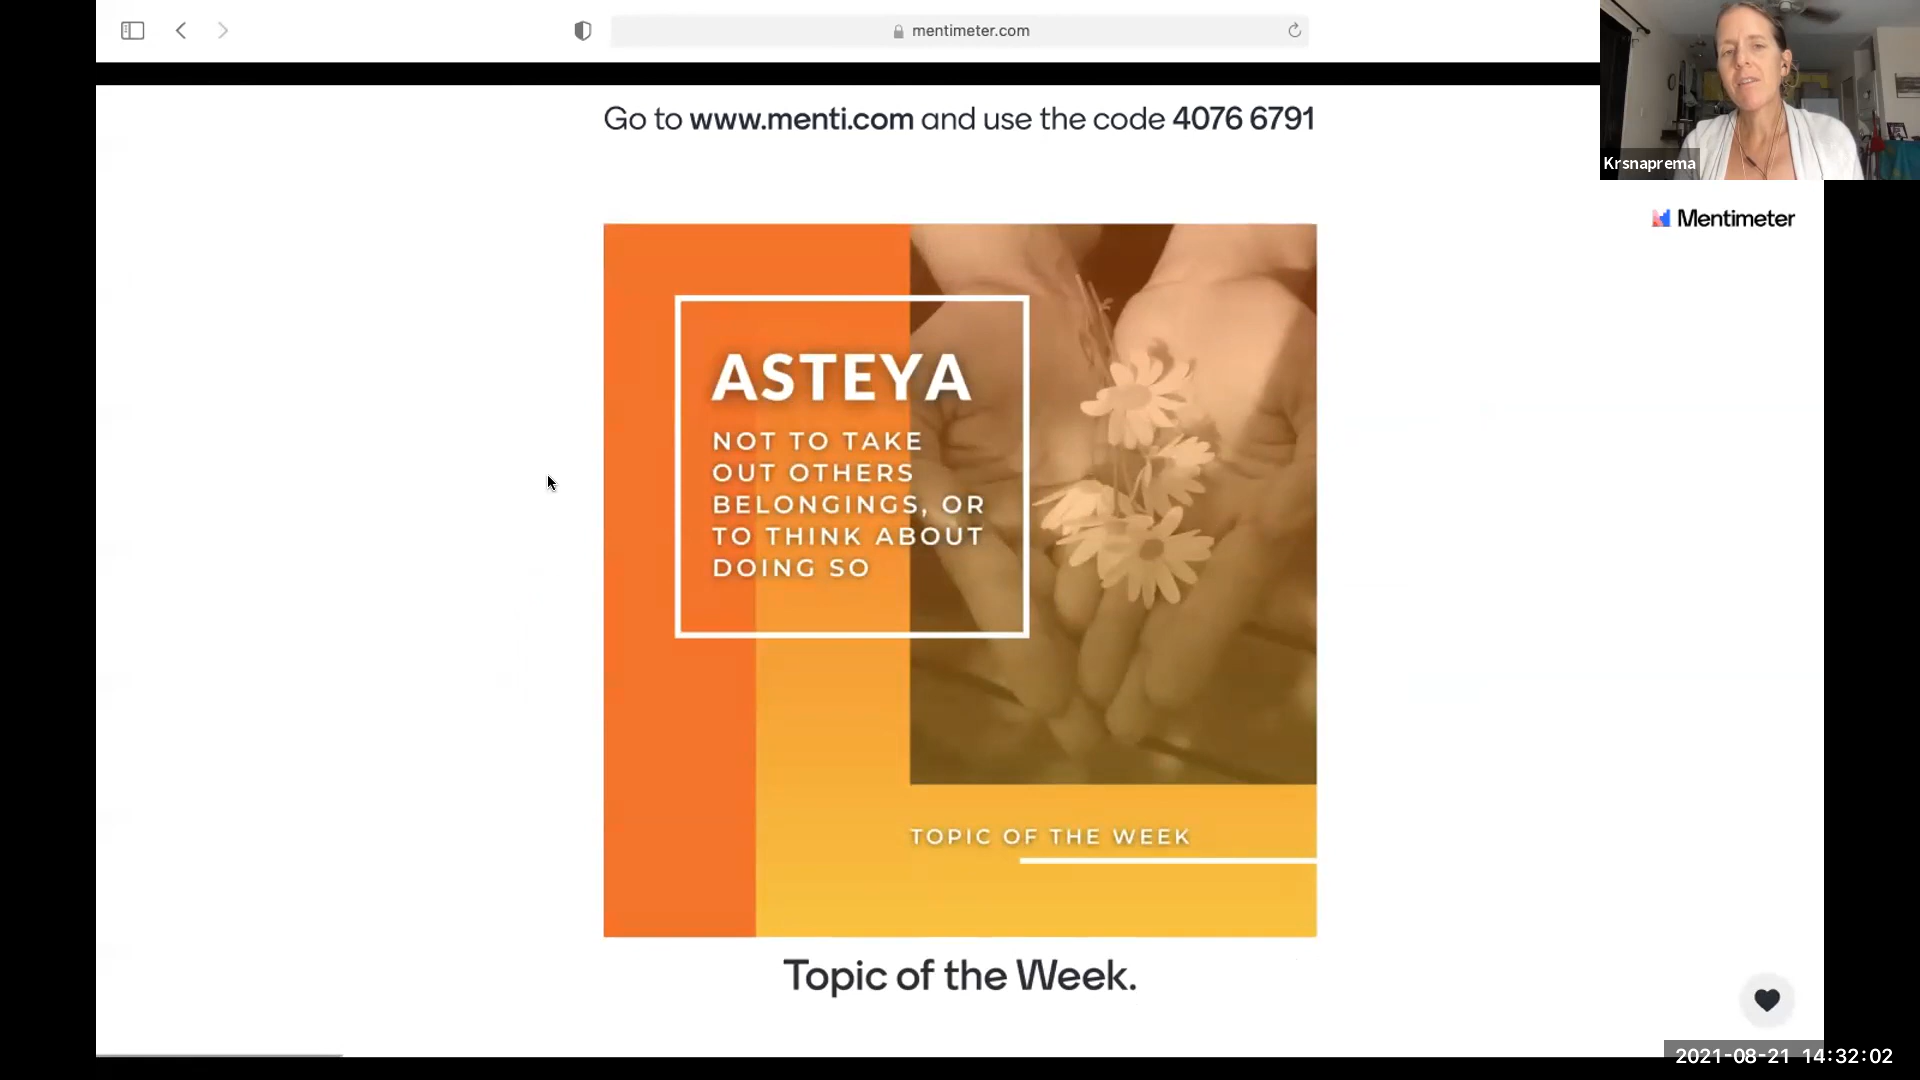 mentimeter.com
Go to www.menti.com and use the code 4076 6791
Krsnaprema
Mentimeter
ASTEYA
NOT TO TAKE
OUT OTHERS
BELONGINGS, OR
TO THINK ABOUT
DOING SO
TOPIC OF THE WEEK
Topic of the Week.
2021-08-21 14:32:02